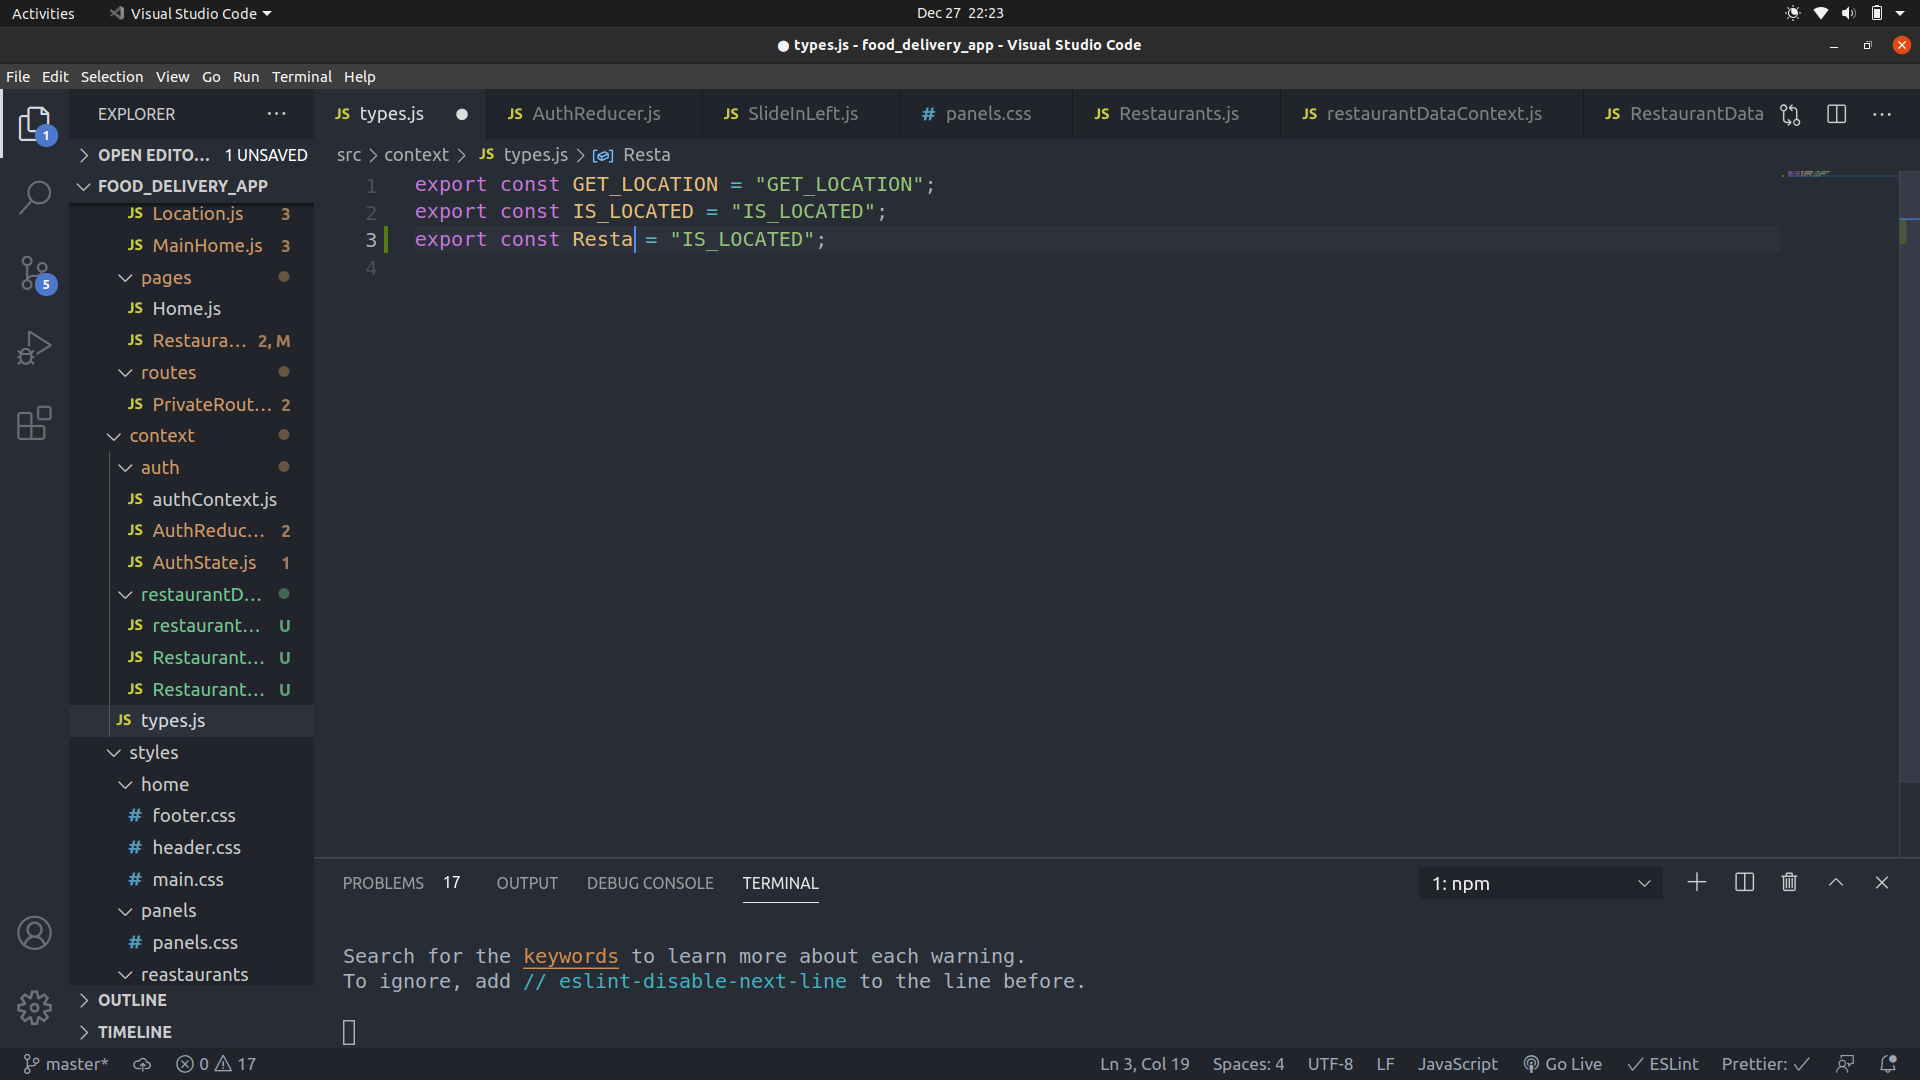 Activities
Visual Studio Code
Dec 27 22:23
● types.js - food_delivery_app - Visual Studio Code
File Edit Selection View Go Run Terminal Help
EXPLORER ...
JS types.js ●
JS AuthReducer.js
JS SlideInLeft.js
# panels.css
JS Restaurants.js
JS restaurantDataContext.js
JS RestaurantData
...
1
OPEN EDITO... 1 UNSAVED
FOOD_DELIVERY_APP
JS Location.js 3
JS MainHome.js 3
pages
JS Home.js
JS Restaura... 2, M
routes
JS PrivateRout... 2
context
auth
JS authContext.js
JS AuthReduc... 2
JS AuthState.js 1
restaurantD...
JS restaurant... U
JS Restaurant... U
JS Restaurant... U
JS types.js
styles
home
# footer.css
# header.css
# main.css
panels
# panels.css
reastaurants
OUTLINE
TIMELINE
5
src > context > JS types.js > Resta
1 export const GET_LOCATION = "GET_LOCATION";
2 export const IS_LOCATED = "IS_LOCATED";
3 export const Resta = "IS_LOCATED";
4
PROBLEMS 17 OUTPUT DEBUG CONSOLE TERMINAL
1: npm
Search for the keywords to learn more about each warning.
To ignore, add // eslint-disable-next-line to the line before.
master* 0 17
Ln 3, Col 19 Spaces: 4 UTF-8 LF JavaScript Go Live ESLint Prettier: ✓